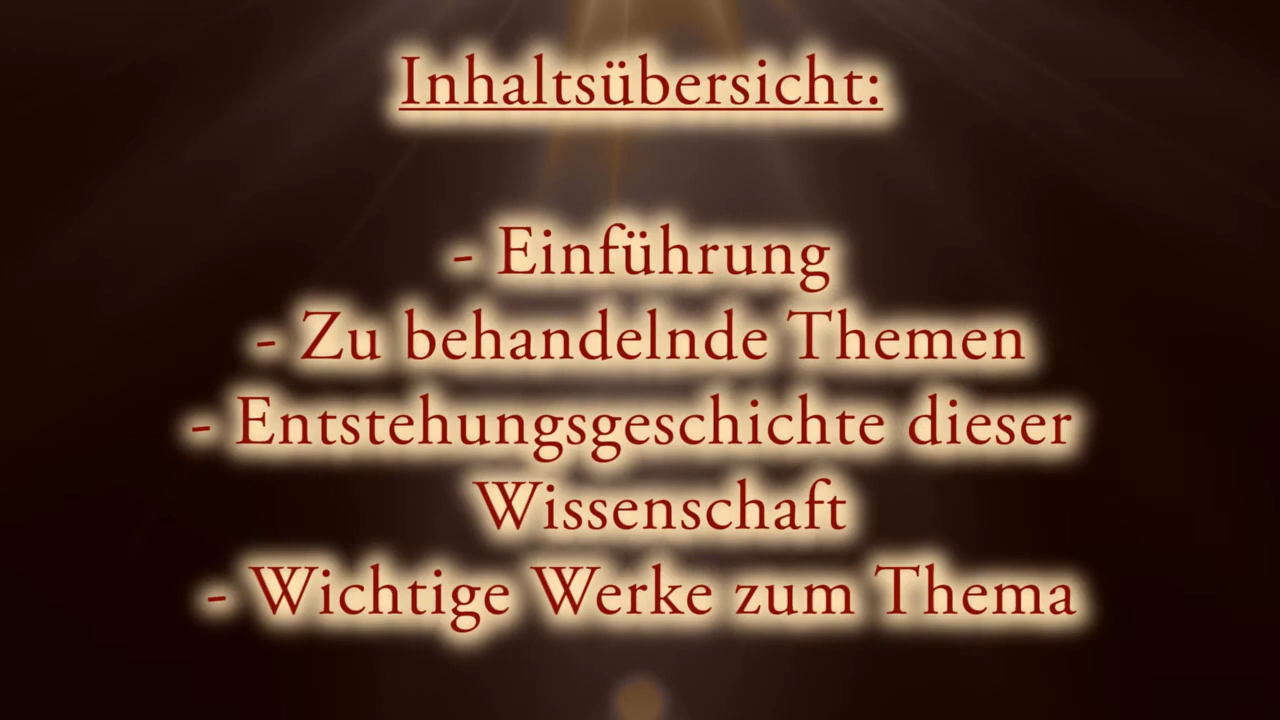 Inhaltsübersicht:
- Einführung
- Zu behandelnde Themen
- Entstehungsgeschichte dieser
Wissenschaft
- Wichtige Werke zum Thema